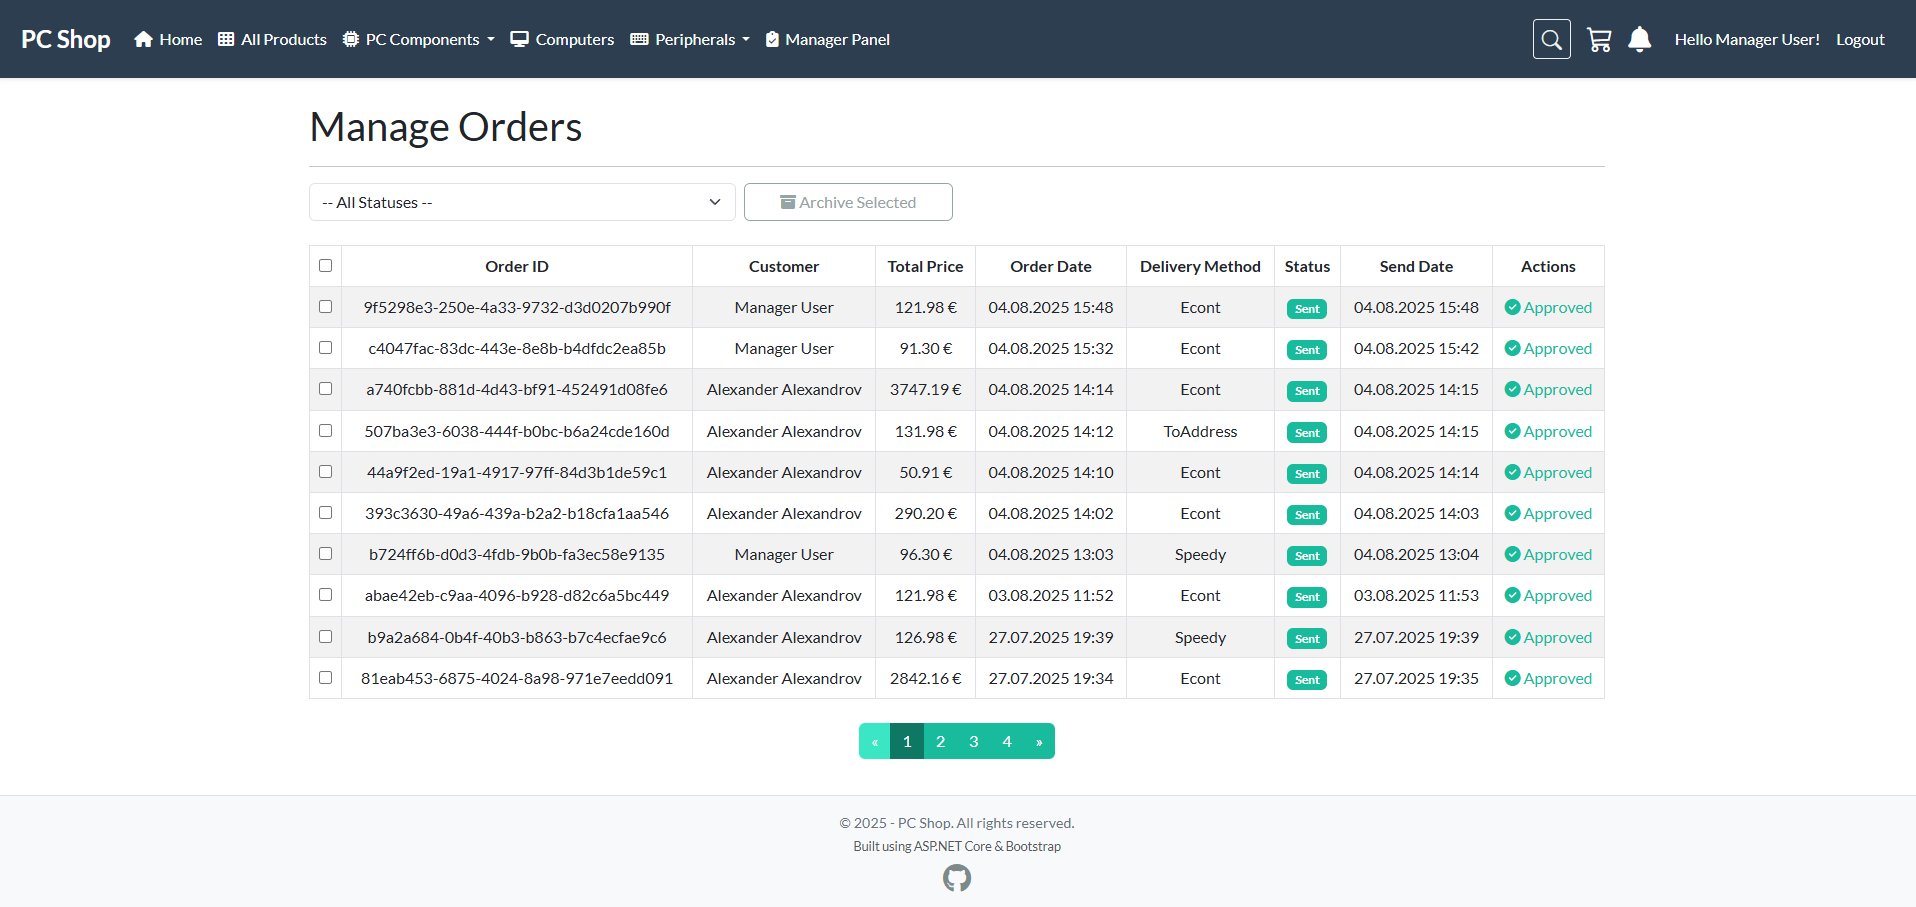 PC Shop Home All Products PC Components Computers Peripherals Manager Panel Hello Manager User! Logout
Manage Orders
-- All Statuses -- Archive Selected
Order ID Customer Total Price Order Date Delivery Method Status Send Date Actions
9f5298e3-250e-4a33-9732-d3d0207b990f Manager User 121.98 € 04.08.2025 15:48 Econt Sent 04.08.2025 15:48 Approved
c4047fac-83dc-443e-8e8b-b4dfdc2ea85b Manager User 91.30 € 04.08.2025 15:32 Econt Sent 04.08.2025 15:42 Approved
a740fcbb-881d-4d43-bf91-452491d08fe6 Alexander Alexandrov 3747.19 € 04.08.2025 14:14 Econt Sent 04.08.2025 14:15 Approved
507ba3e3-6038-444f-b0bc-b6a24cde160d Alexander Alexandrov 131.98 € 04.08.2025 14:12 ToAddress Sent 04.08.2025 14:15 Approved
44a9f2ed-19a1-4917-97ff-84d3b1de59c1 Alexander Alexandrov 50.91 € 04.08.2025 14:10 Econt Sent 04.08.2025 14:14 Approved
393c3630-49a6-439a-b2a2-b18cfa1aa546 Alexander Alexandrov 290.20 € 04.08.2025 14:02 Econt Sent 04.08.2025 14:03 Approved
b724ff6b-d0d3-4fdb-9b0b-fa3ec58e9135 Manager User 96.30 € 04.08.2025 13:03 Speedy Sent 04.08.2025 13:04 Approved
abae42eb-c9aa-4096-b928-d82c6a5bc449 Alexander Alexandrov 121.98 € 03.08.2025 11:52 Econt Sent 03.08.2025 11:53 Approved
b9a2a684-0b4f-40b3-b863-b7c4ecfae9c6 Alexander Alexandrov 126.98 € 27.07.2025 19:39 Speedy Sent 27.07.2025 19:39 Approved
81eab453-6875-4024-8a98-971e7eedd091 Alexander Alexandrov 2842.16 € 27.07.2025 19:34 Econt Sent 27.07.2025 19:35 Approved
« 1 2 3 4 »
© 2025 - PC Shop. All rights reserved.
Built using ASP.NET Core & Bootstrap